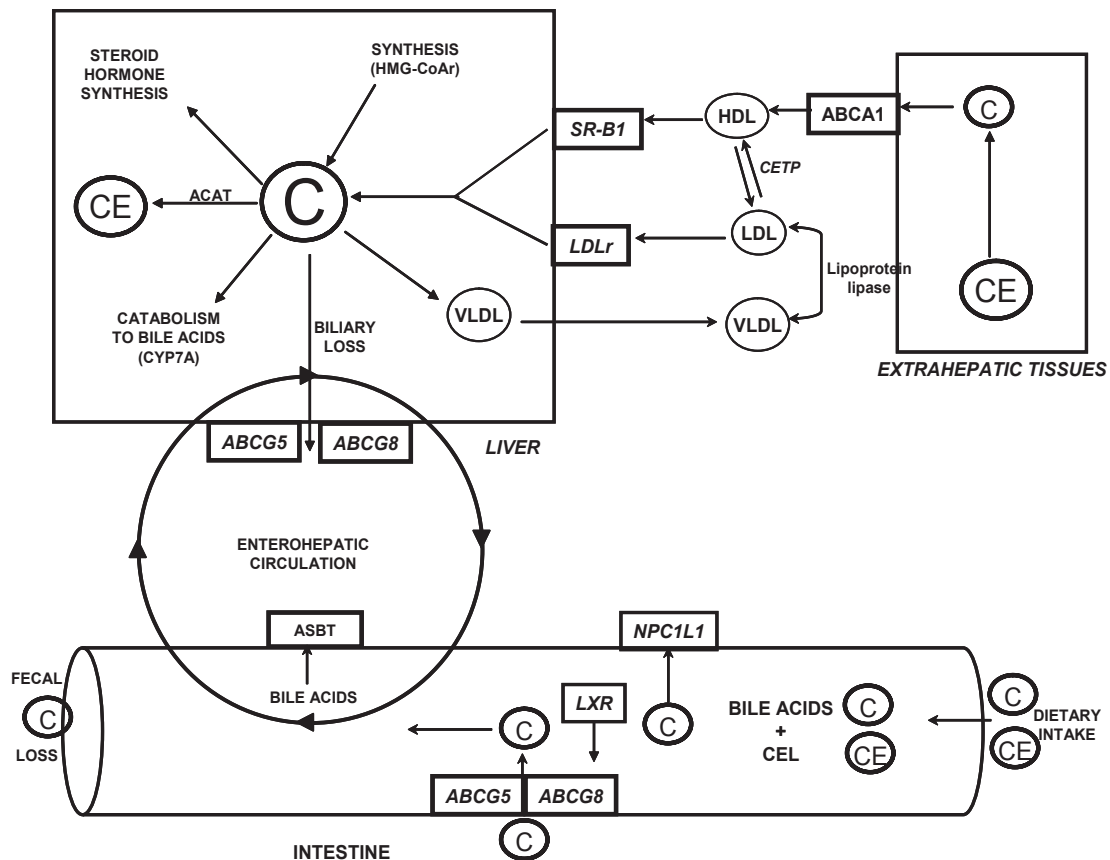 STEROID
HORMONE
SYNTHESIS
SYNTHESIS
(HMG-CoAr)
CE
ACAT
C
CATABOLISM
TO BILE ACIDS
(CYP7A)
BILIARY
LOSS
VLDL
SR-B1
LDLr
HDL
CETP
LDL
Lipoprotein
lipase
VLDL
ABCA1
C
CE
EXTRAHEPATIC TISSUES
ABCG5
ABCG8
LIVER
ENTEROHEPATIC
CIRCULATION
ASBT
BILE ACIDS
NPC1L1
C
LXR
C
ABCG5
ABCG8
C
BILE ACIDS
+
CEL
C
CE
C
CE
DIETARY
INTAKE
FECAL
C
LOSS
INTESTINE